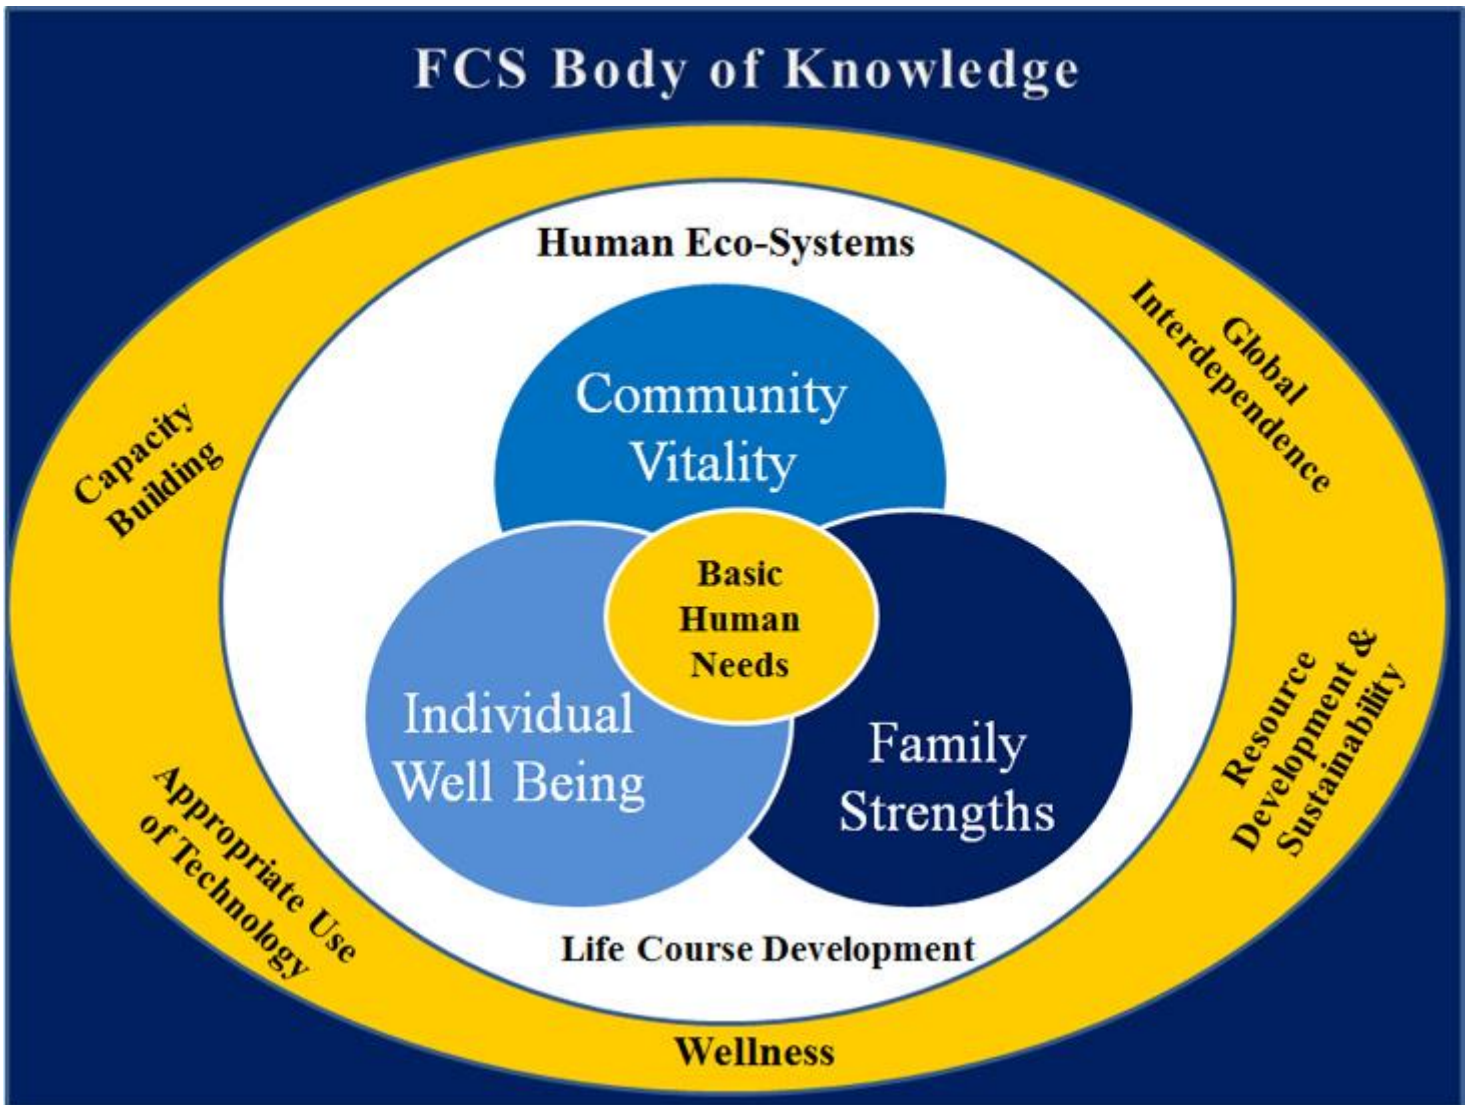 FCS Body of Knowledge
Human Eco-Systems
Global
Interdependence
Community
Vitality
Capacity
Building
Basic
Human
Needs
Individual
Well Being
Family
Strengths
Resource
Development &
Sustainability
Appropriate Use
of Technology
Life Course Development
Wellness